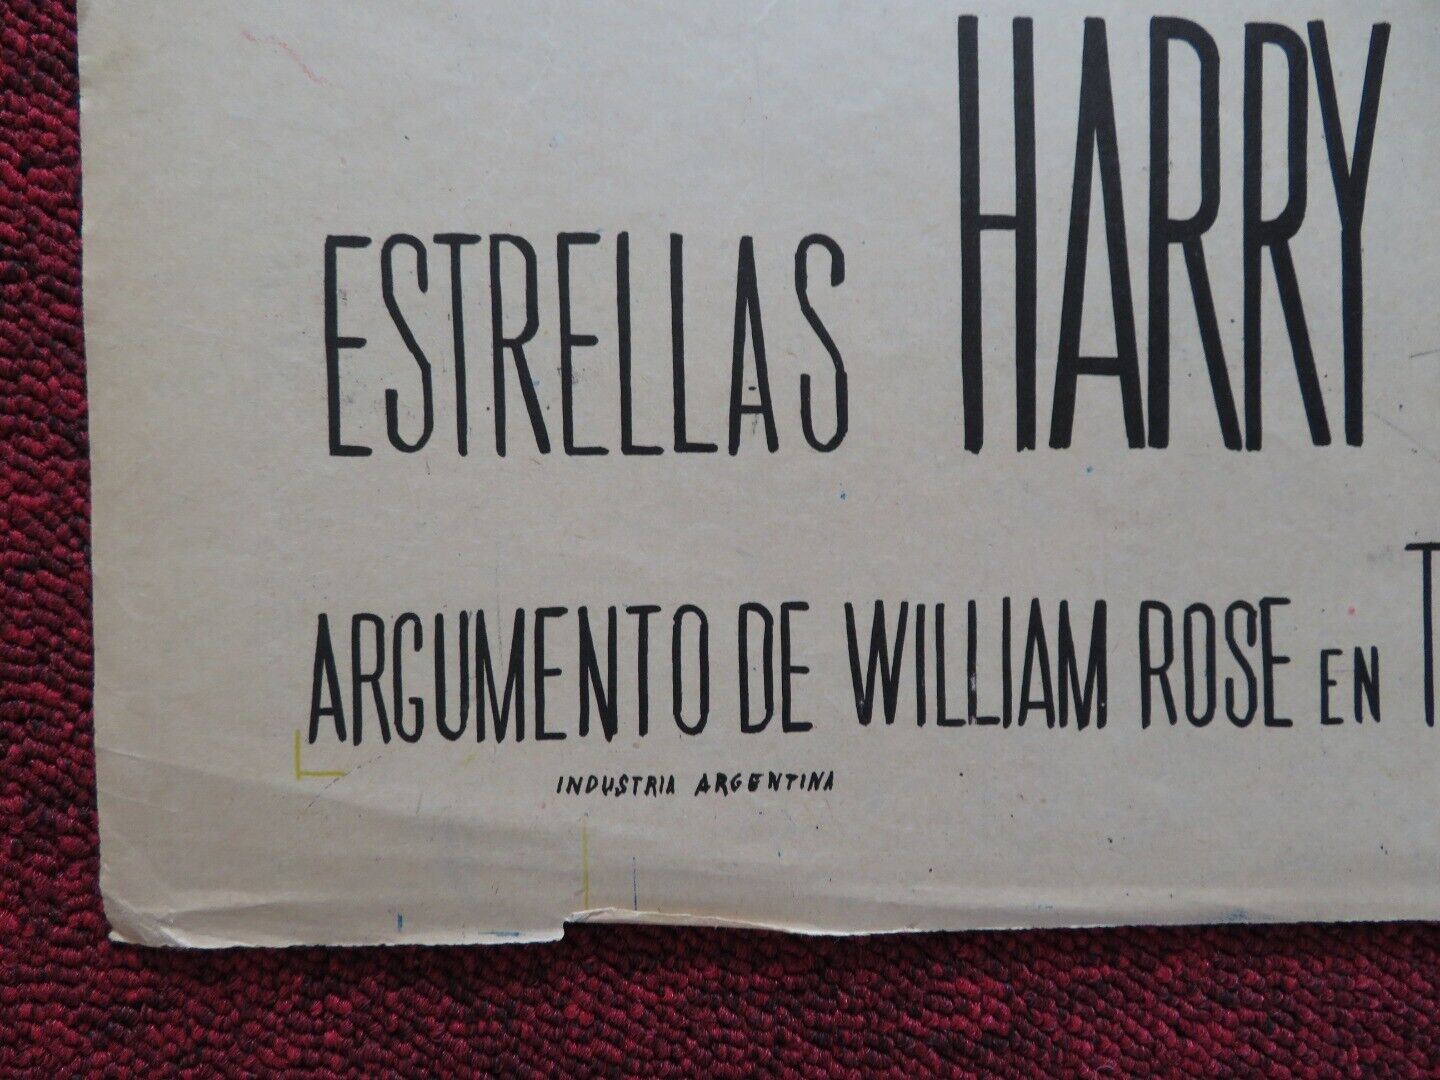 ESTRELLAS HARRY
ARGUMENTO DE WILLIAM ROSE EN T
INDUSTRIA ARGENTINA